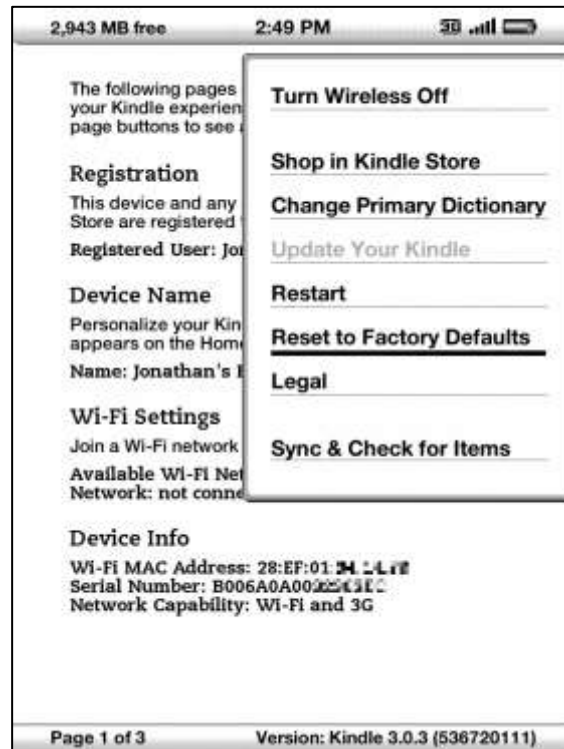 2,943 MB free 2:49 PM 3G
The following pages
your Kindle experien
page buttons to see
Registration
This device and any
Store are registered
Registered User: Jo
Device Name
Personalize your Kin
appears on the Hom
Name: Jonathan's
Wi-Fi Settings
Join a Wi-Fi network
Available Wi-Fi Net
Network: not conne
Device Info
Wi-Fi MAC Address: 28:EF:01:
Serial Number: B006A0A00
Network Capability: Wi-Fi and 3G
Turn Wireless Off
Shop in Kindle Store
Change Primary Dictionary
Update Your Kindle
Restart
Reset to Factory Defaults
Legal
Sync & Check for Items
Page 1 of 3 Version: Kindle 3.0.3 (536720111)